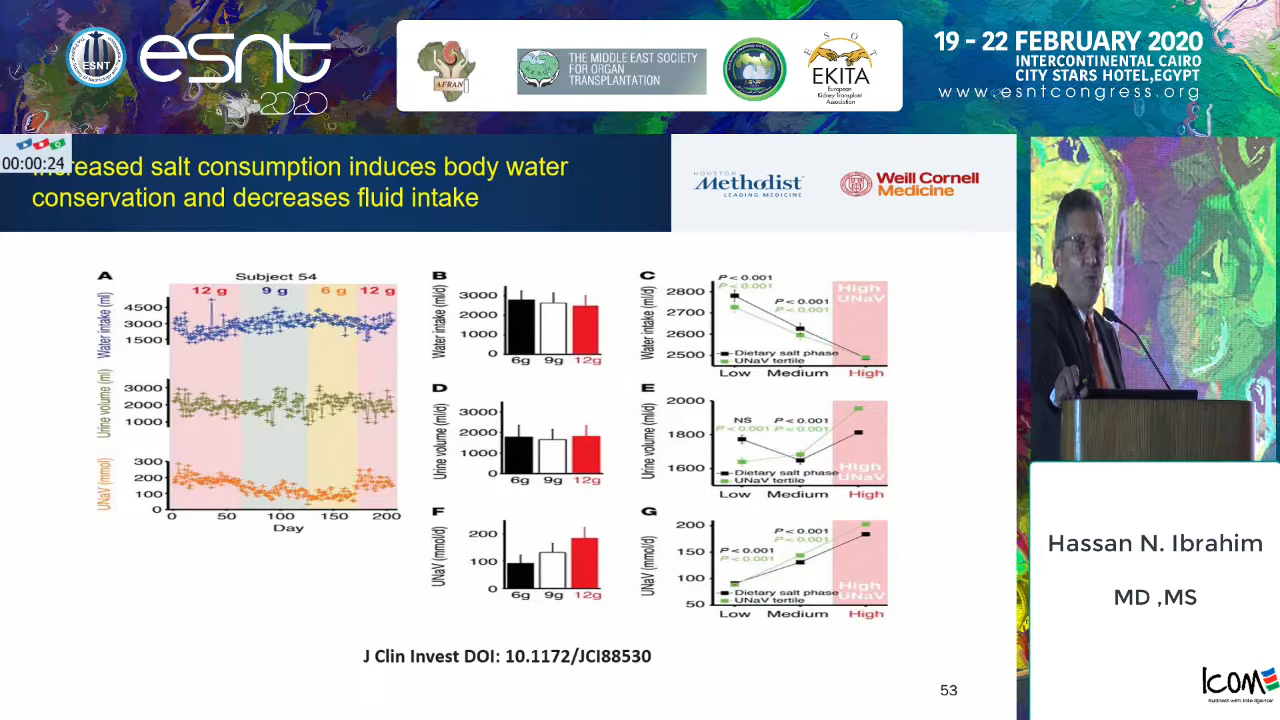 ESNT
esnt
2020
AFRAN
THE MIDDLE EAST SOCIETY
FOR ORGAN
TRANSPLANTATION
E S O T
EKITA
European
Kidney Transplant
Association
19 - 22 FEBRUARY 2020
INTERCONTINENTAL CAIRO
CITY STARS HOTEL,EGYPT
www.esntcongress.org
00:00:24
creased salt consumption induces body water
conservation and decreases fluid intake
HOUSTON
Methodist
LEADING MEDICINE
Weill Cornell
Medicine
A
Subject 54
12 g 9 g 6 g 12 g
Water intake (ml)
4500
3000
1500
Urine volume (ml)
3000
2000
1000
UNaV (mmol)
300
200
100
0
0 50 100 150 200
Day
B
Water intake (ml/d)
3000
2000
1000
0
6g 9g 12g
C
Water intake (ml/d)
2800
2700
2600
2500
P < 0.001
P < 0.001
P < 0.001
P < 0.001
High
UNaV
Dietary salt phase
UNaV tertile
Low Medium High
D
Urine volume (ml/d)
3000
2000
1000
0
6g 9g 12g
E
Urine volume (ml/d)
2000
1800
1600
NS
P < 0.001
P < 0.001
P < 0.001
High
UNaV
Dietary salt phase
UNaV tertile
Low Medium High
F
UNaV (mmol/d)
200
100
0
6g 9g 12g
G
UNaV (mmol/d)
200
150
100
50
P < 0.001
P < 0.001
P < 0.001
P < 0.001
High
UNaV
Dietary salt phase
UNaV tertile
Low Medium High
J Clin Invest DOI: 10.1172/JCI88530
53
Hassan N. Ibrahim
MD ,MS
ICOM
Business with Intelligence